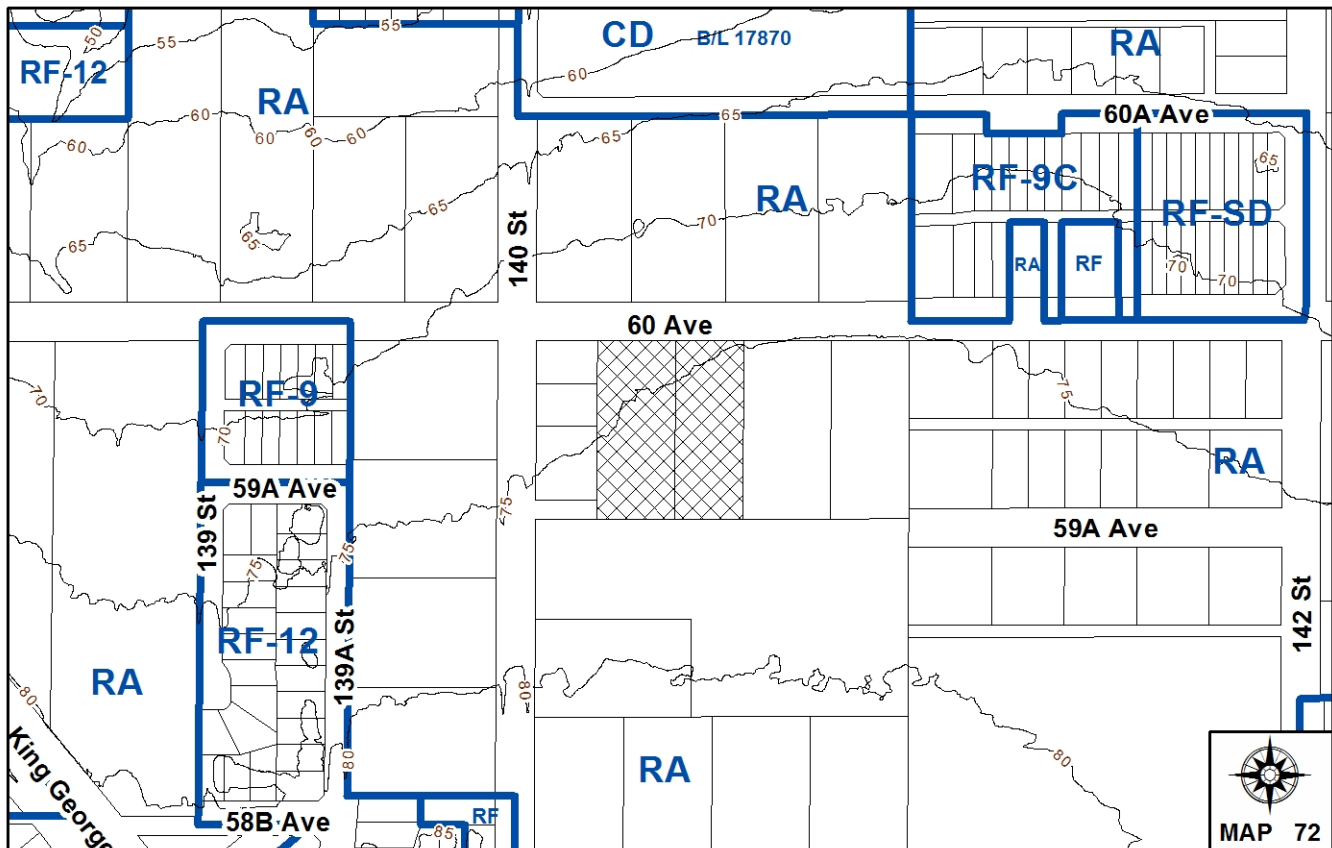 CD
B/L 17870
RA
RF-12
RA
50
55
55
60
60
60
60
60
60
65
65
60A Ave
RF-9C
65
RF-SD
RA
65
70
65
65
140 St
RA
RF
70
70
60 Ave
70
RF-9
70
75
RA
59A Ave
75
59A Ave
139 St
75
75
RF-12
139A St
142 St
RA
80
80
80
80
RA
King George
RF
58B Ave
85
MAP 72